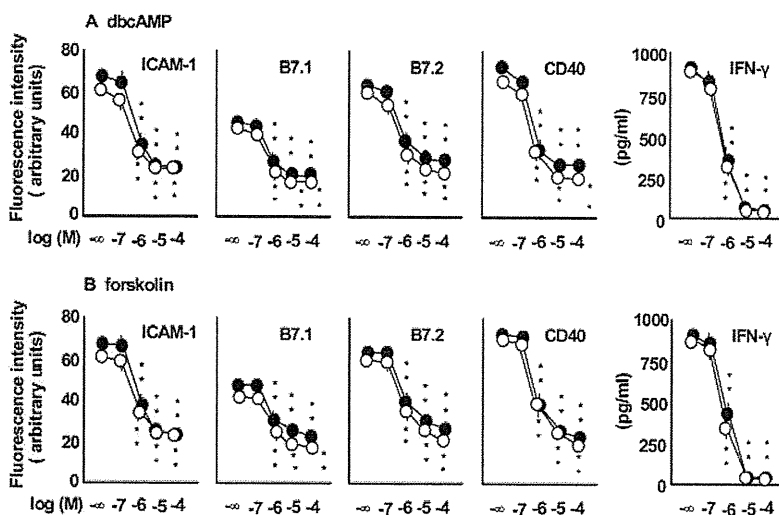 A dbcAMP
Fluorescence intensity
( arbitrary units)
80
60
40
20
0
ICAM-1
B7.1
B7.2
CD40
(pg/ml)
1000
750
500
250
0
IFN-γ
log (M) -∞ -7 -6 -5 -4 -∞ -7 -6 -5 -4 -∞ -7 -6 -5 -4 -∞ -7 -6 -5 -4 -∞ -7 -6 -5 -4
B forskolin
Fluorescence intensity
( arbitrary units)
80
60
40
20
0
ICAM-1
B7.1
B7.2
CD40
(pg/ml)
1000
750
500
250
0
IFN-γ
log (M) -∞ -7 -6 -5 -4 -∞ -7 -6 -5 -4 -∞ -7 -6 -5 -4 -∞ -7 -6 -5 -4 -∞ -7 -6 -5 -4